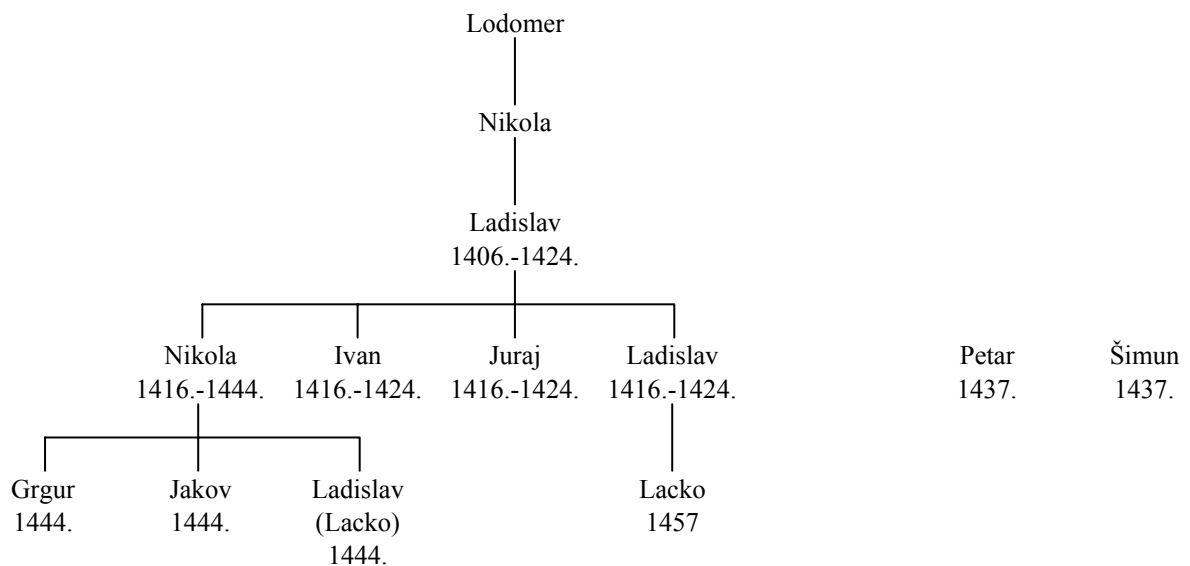 Lodomer
Nikola
Ladislav
1406.-1424.
Nikola Ivan Juraj Ladislav Petar Šimun
1416.-1444. 1416.-1424. 1416.-1424. 1416.-1424. 1437. 1437.
Grgur Jakov Ladislav Lacko
1444. 1444. (Lacko) 1457
1444.